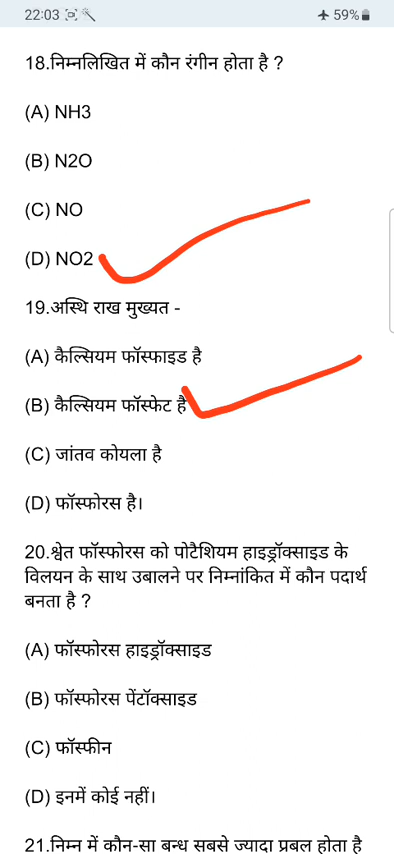 22:03 59%
18.निम्नलिखित में कौन रंगीन होता है ?
(A) NH3
(B) N2O
(C) NO
(D) NO2
19.अस्थि राख मुख्यत -
(A) कैल्सियम फॉस्फाइड है
(B) कैल्सियम फॉस्फेट है
(C) जांतव कोयला है
(D) फॉस्फोरस है।
20.श्वेत फॉस्फोरस को पोटैशियम हाइड्रॉक्साइड के
विलयन के साथ उबालने पर निम्नांकित में कौन पदार्थ
बनता है ?
(A) फॉस्फोरस हाइड्रॉक्साइड
(B) फॉस्फोरस पेंटॉक्साइड
(C) फॉस्फीन
(D) इनमें कोई नहीं।
21.निम्न में कौन-सा बन्ध सबसे ज्यादा प्रबल होता है